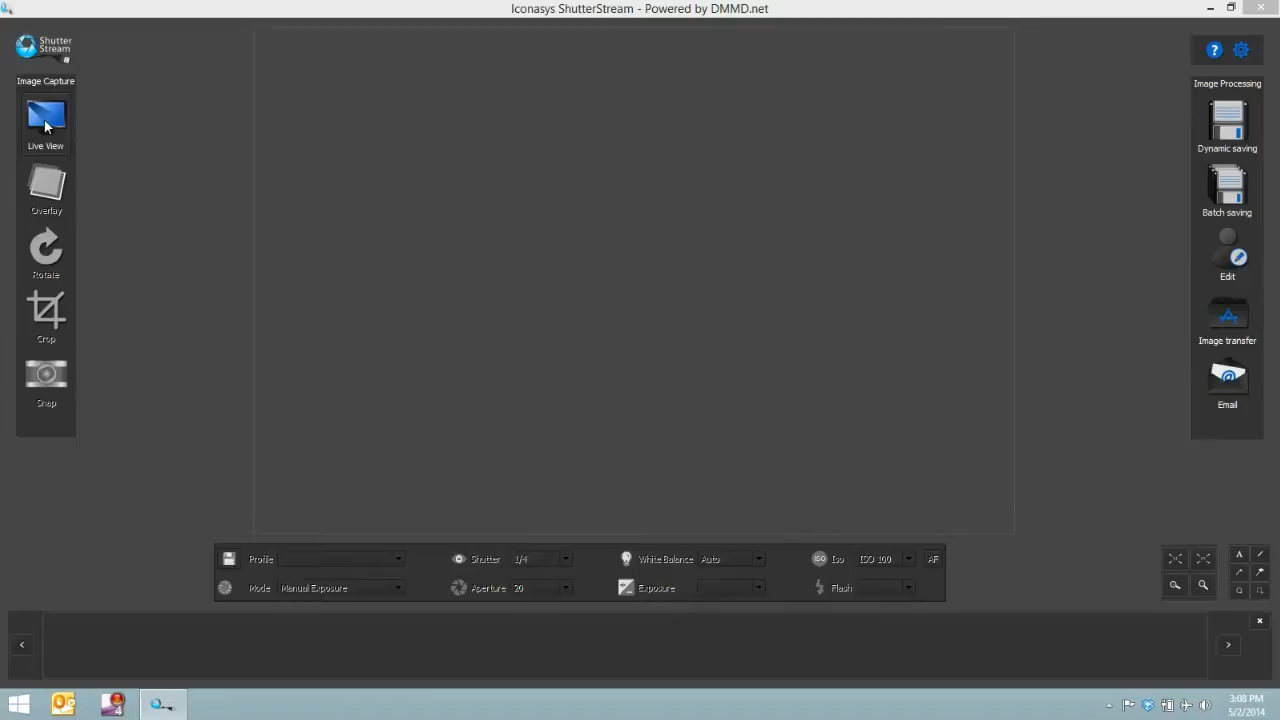 Iconasys ShutterStream - Powered by DMMD.net
Shutter
Stream
Image Capture
Live View
Overlay
Rotate
Crop
Snap
?
Image Processing
Dynamic saving
Batch saving
Edit
Image transfer
@
Email
Profile
Shutter 1/4
White Balance Auto
ISO Iso ISO 100
AF
Mode Manual Exposure
Aperture 20
Exposure
Flash
A
<
>
4
3:08 PM
5/2/2014